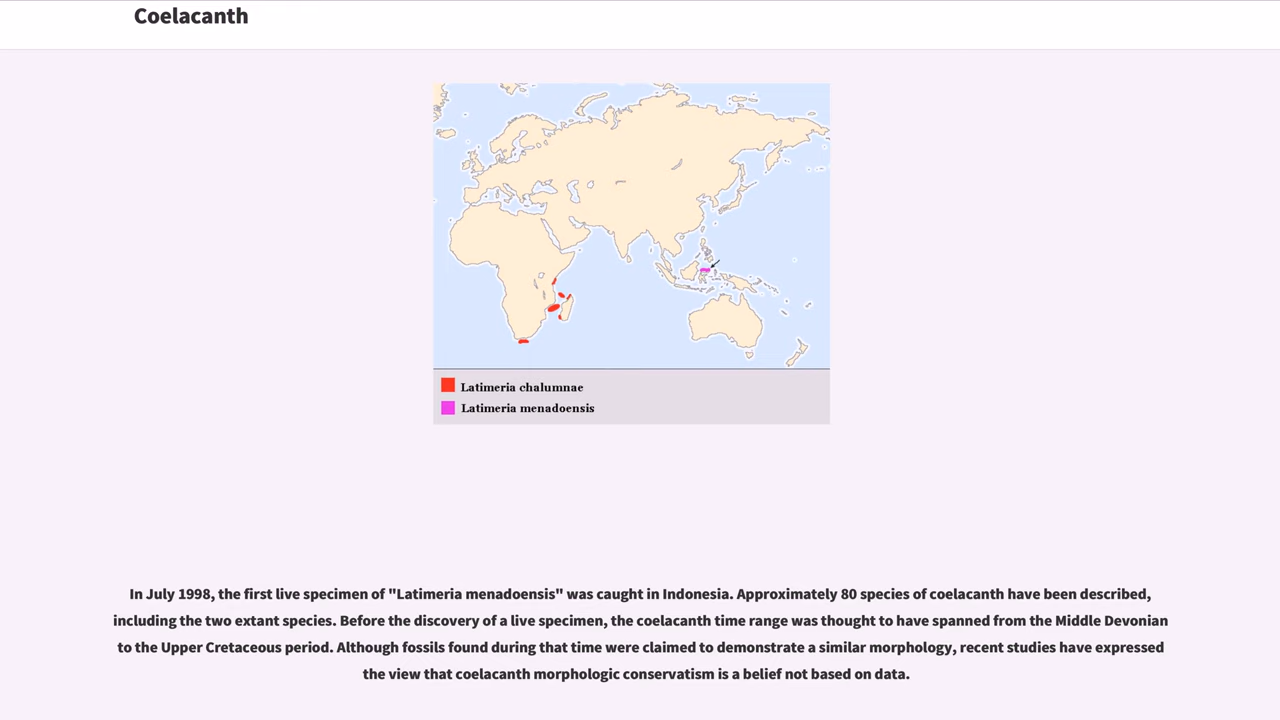 Coelacanth
Latimeria chalumnae
Latimeria menadoensis
In July 1998, the first live specimen of "Latimeria menadoensis" was caught in Indonesia. Approximately 80 species of coelacanth have been described,
including the two extant species. Before the discovery of a live specimen, the coelacanth time range was thought to have spanned from the Middle Devonian
to the Upper Cretaceous period. Although fossils found during that time were claimed to demonstrate a similar morphology, recent studies have expressed
the view that coelacanth morphologic conservatism is a belief not based on data.